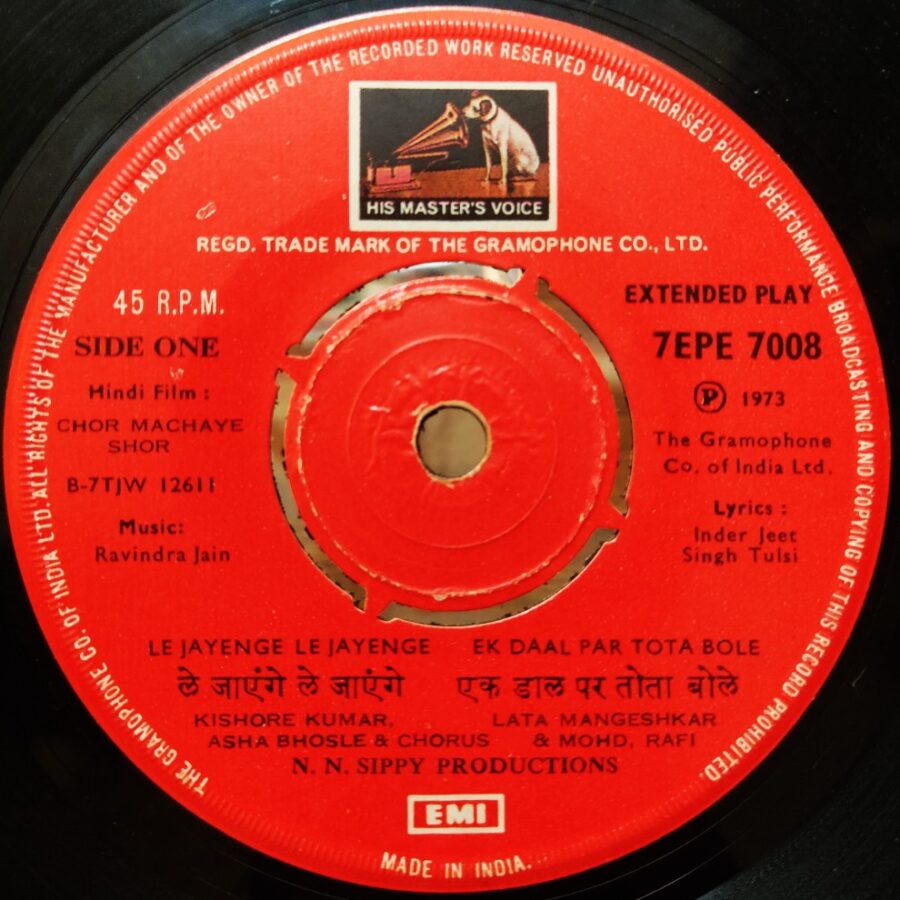 THE GRAMOPHONE CO. OF INDIA LTD. ALL RIGHTS OF THE MANUFACTURER AND OF THE OWNER OF THE RECORDED WORK RESERVED UNAUTHORISED PUBLIC PERFORMANCE BROADCASTING AND COPYING OF THIS RECORD PROHIBITED.
HIS MASTER'S VOICE
REGD. TRADE MARK OF THE GRAMOPHONE CO., LTD.
45 R.P.M.
SIDE ONE
Hindi Film :
CHOR MACHAYE
SHOR
B-7TJW 12611
Music:
Ravindra Jain
EXTENDED PLAY
7EPE 7008
Ⓟ 1973
The Gramophone
Co. of India Ltd.
Lyrics :
Inder Jeet
Singh Tulsi
LE JAYENGE LE JAYENGE
ले जाएंगे ले जाएंगे
KISHORE KUMAR,
ASHA BHOSLE & CHORUS
EK DAAL PAR TOTA BOLE
एक डाल पर तोता बोले
LATA MANGESHKAR
& MOHD, RAFI
N. N. SIPPY PRODUCTIONS
EMI
MADE IN INDIA.